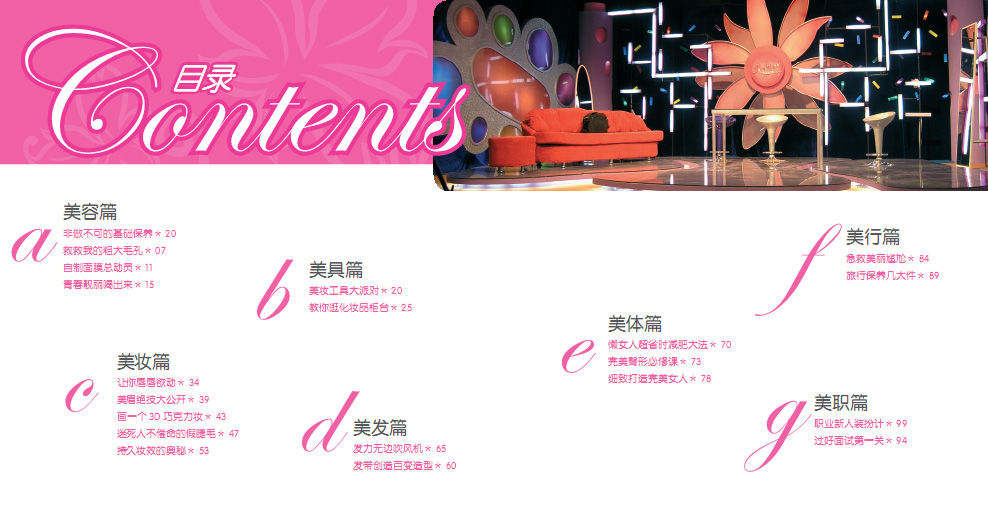 目录
Contents
a 美容篇
非做不可的基础保养* 20
救救我的粗大毛孔* 07
自制面膜总动员* 11
青春靓丽喝出来* 15
b 美具篇
美妆工具大派对* 20
教你逛化妆品柜台* 25
c 美妆篇
让你唇唇欲动* 34
美眉绝技大公开* 39
画一个3D巧克力妆* 43
迷死人不偿命的假睫毛* 47
持久妆效的奥秘* 53
d 美发篇
发力无边吹风机* 65
发带创造百变造型* 60
e 美体篇
懒女人超省时减肥大法* 70
完美臀形必修课* 73
细致打造完美女人* 78
f 美行篇
急救美丽尴尬* 84
旅行保养几大件* 89
g 美职篇
职业新人装扮计* 99
过好面试第一关* 94